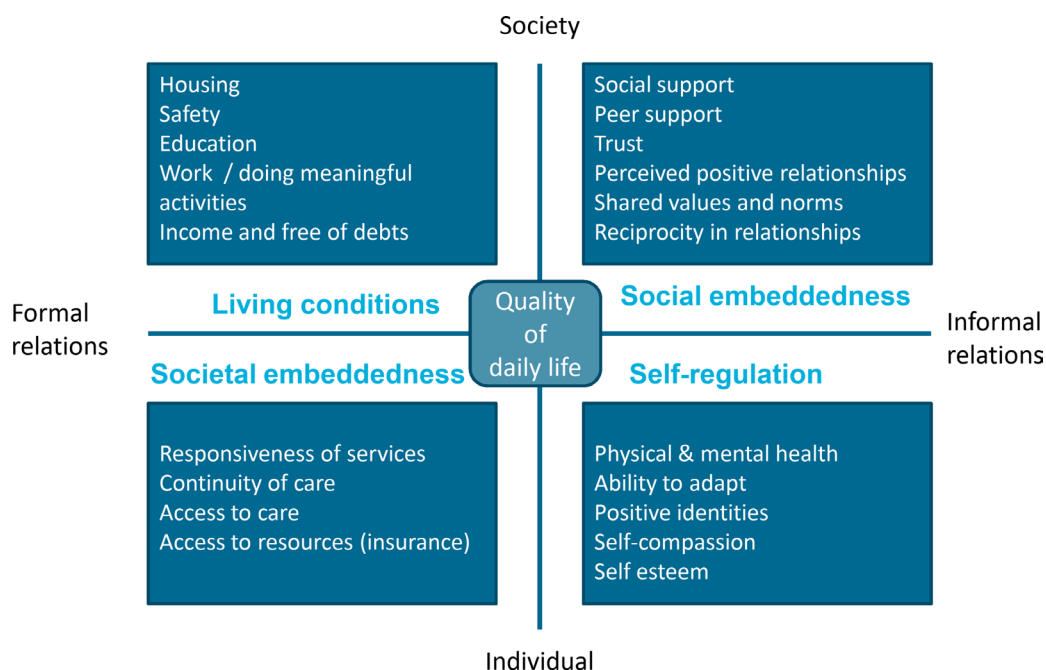 Society
Housing
Safety
Education
Work / doing meaningful
activities
Income and free of debts
Social support
Peer support
Trust
Perceived positive relationships
Shared values and norms
Reciprocity in relationships
Living conditions
Social embeddedness
Formal
relations
Quality
of
daily life
Informal
relations
Societal embeddedness
Self-regulation
Responsiveness of services
Continuity of care
Access to care
Access to resources (insurance)
Physical & mental health
Ability to adapt
Positive identities
Self-compassion
Self esteem
Individual